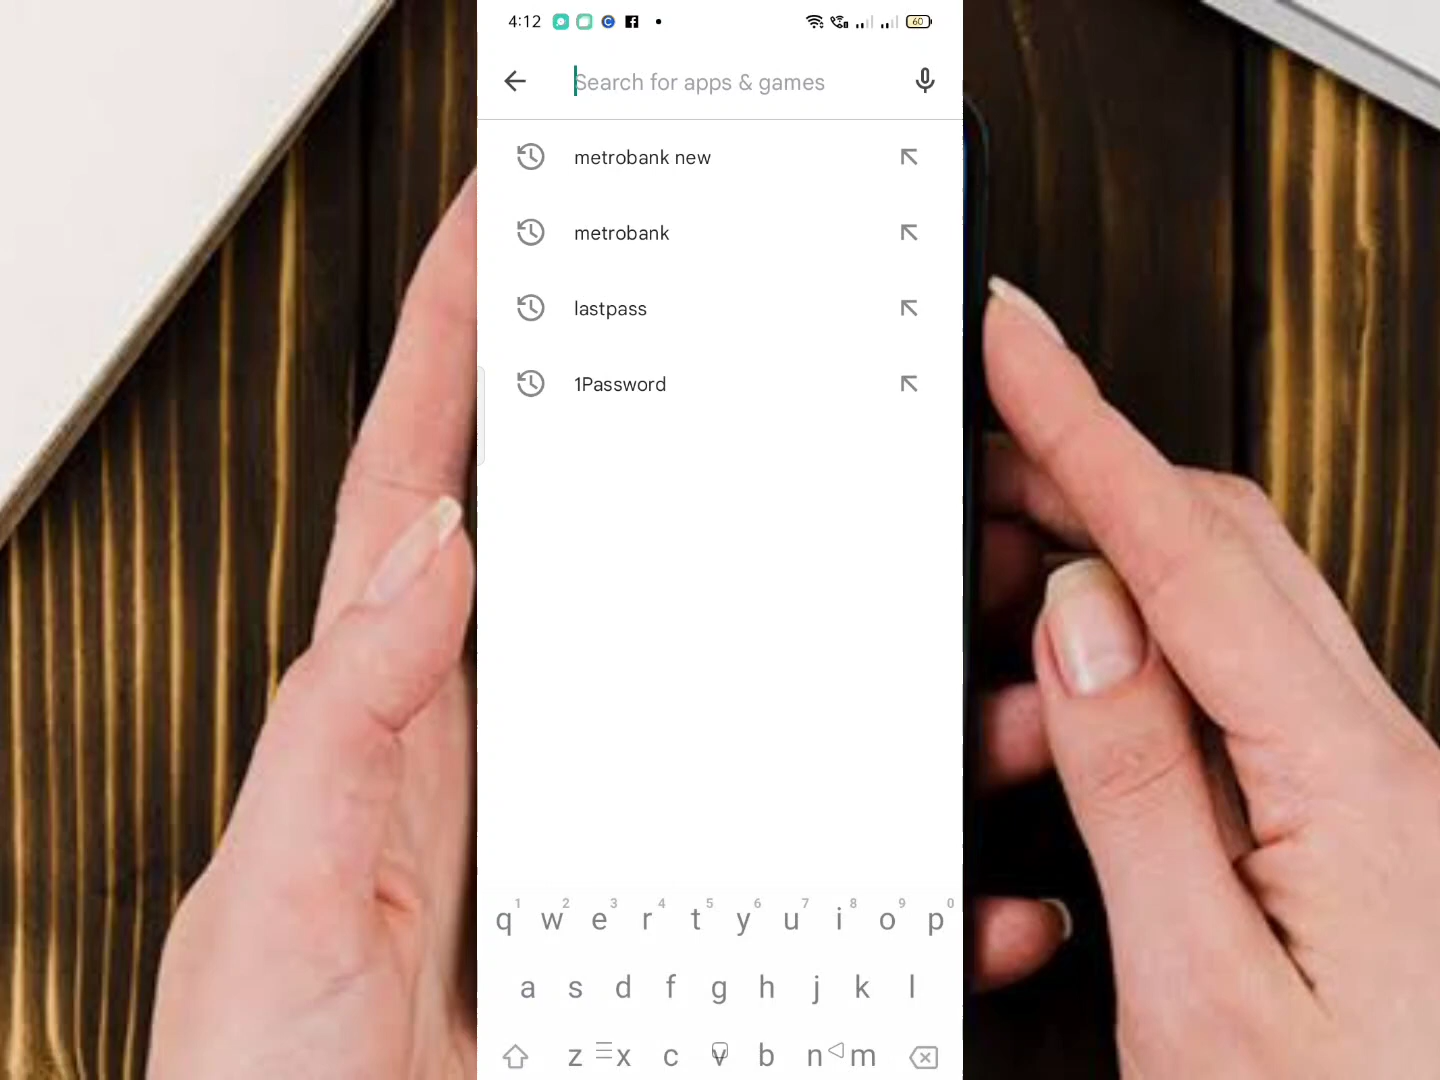 4:12 60
Search for apps & games
metrobank new
metrobank
lastpass
1Password
1 2 3 4 5 6 7 8 9 0
q w e r t y u i o p
a s d f g h j k l
z x c v b n m